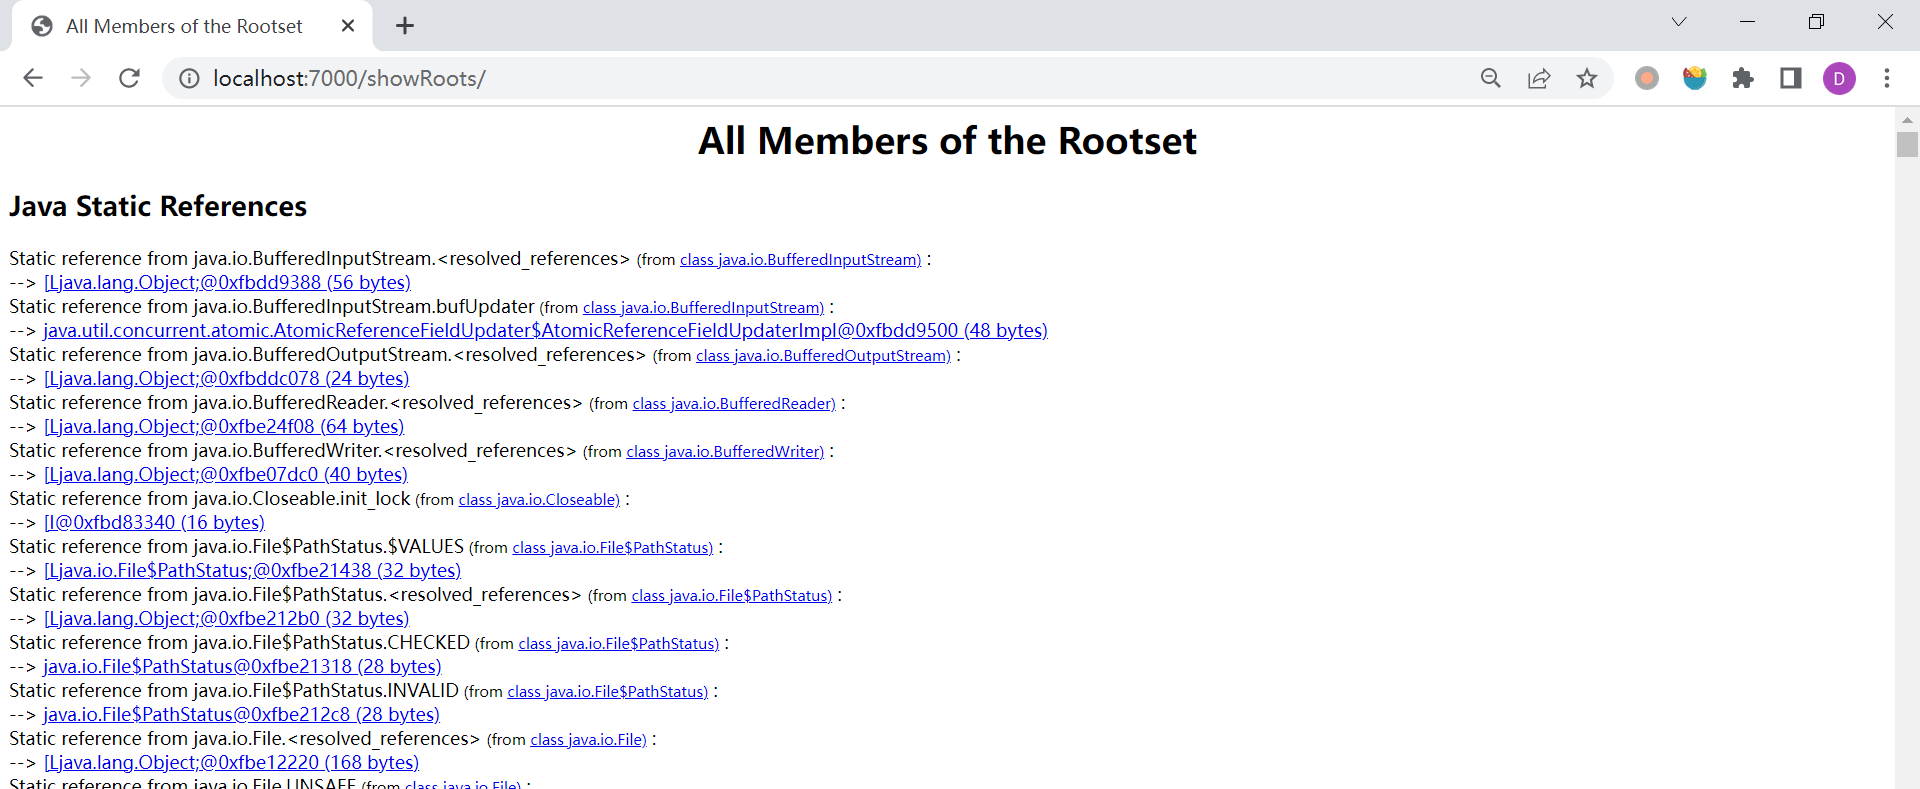 All Members of the Rootset
localhost:7000/showRoots/
D
All Members of the Rootset
Java Static References
Static reference from java.io.BufferedInputStream.<resolved_references> (from class java.io.BufferedInputStream) :
--> [Ljava.lang.Object;@0xfbdd9388 (56 bytes)
Static reference from java.io.BufferedInputStream.bufUpdater (from class java.io.BufferedInputStream) :
--> java.util.concurrent.atomic.AtomicReferenceFieldUpdater$AtomicReferenceFieldUpdaterImpl@0xfbdd9500 (48 bytes)
Static reference from java.io.BufferedOutputStream.<resolved_references> (from class java.io.BufferedOutputStream) :
--> [Ljava.lang.Object;@0xfbddc078 (24 bytes)
Static reference from java.io.BufferedReader.<resolved_references> (from class java.io.BufferedReader) :
--> [Ljava.lang.Object;@0xfbe24f08 (64 bytes)
Static reference from java.io.BufferedWriter.<resolved_references> (from class java.io.BufferedWriter) :
--> [Ljava.lang.Object;@0xfbe07dc0 (40 bytes)
Static reference from java.io.Closeable.init_lock (from class java.io.Closeable) :
--> [I@0xfbd83340 (16 bytes)
Static reference from java.io.File$PathStatus.$VALUES (from class java.io.File$PathStatus) :
--> [Ljava.io.File$PathStatus;@0xfbe21438 (32 bytes)
Static reference from java.io.File$PathStatus.<resolved_references> (from class java.io.File$PathStatus) :
--> [Ljava.lang.Object;@0xfbe212b0 (32 bytes)
Static reference from java.io.File$PathStatus.CHECKED (from class java.io.File$PathStatus) :
--> java.io.File$PathStatus@0xfbe21318 (28 bytes)
Static reference from java.io.File$PathStatus.INVALID (from class java.io.File$PathStatus) :
--> java.io.File$PathStatus@0xfbe212c8 (28 bytes)
Static reference from java.io.File.<resolved_references> (from class java.io.File) :
--> [Ljava.lang.Object;@0xfbe12220 (168 bytes)
Static reference from java.io.File.UNSAFE (from class java.io.File) :